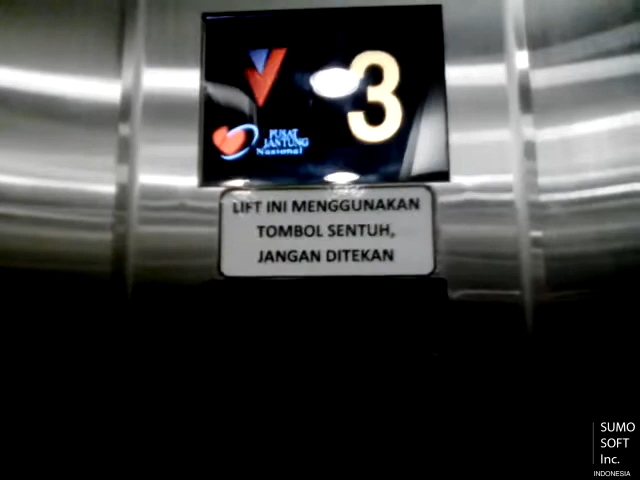 3
PUSAT
JANTUNG
Nasional
LIFT INI MENGGUNAKAN
TOMBOL SENTUH,
JANGAN DITEKAN
SUMO
SOFT
Inc.
INDONESIA